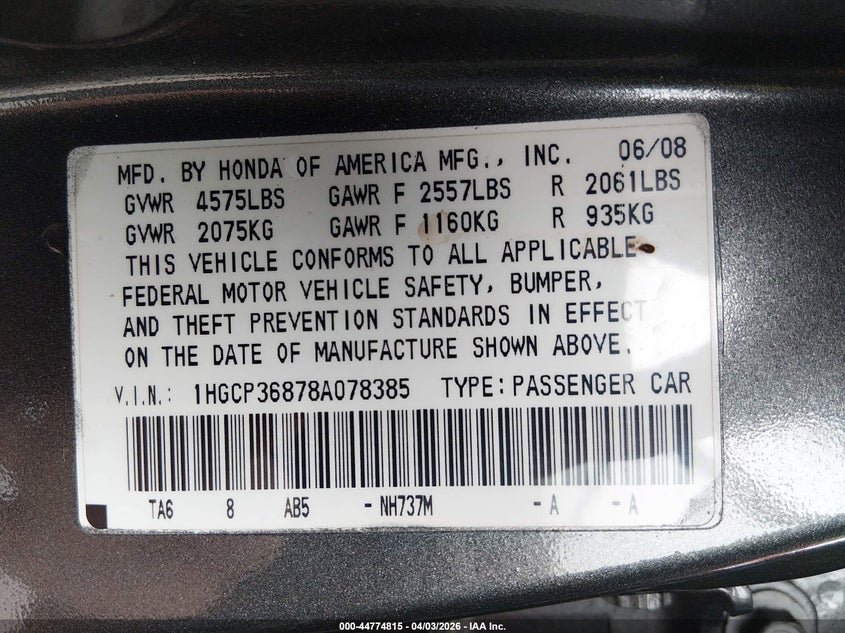 MFD. BY HONDA OF AMERICA MFG., INC. 06/08
GVWR 4575LBS GAWR F 2557LBS R 2061LBS
GVWR 2075KG GAWR F 1160KG R 935KG
THIS VEHICLE CONFORMS TO ALL APPLICABLE
FEDERAL MOTOR VEHICLE SAFETY, BUMPER,
AND THEFT PREVENTION STANDARDS IN EFFECT
ON THE DATE OF MANUFACTURE SHOWN ABOVE.
V.I.N.: 1HGCP36878A078385 TYPE: PASSENGER CAR
TA6 8 AB5 - NH737M - A - A
000-44774815 - 04/03/2026 - IAA Inc.